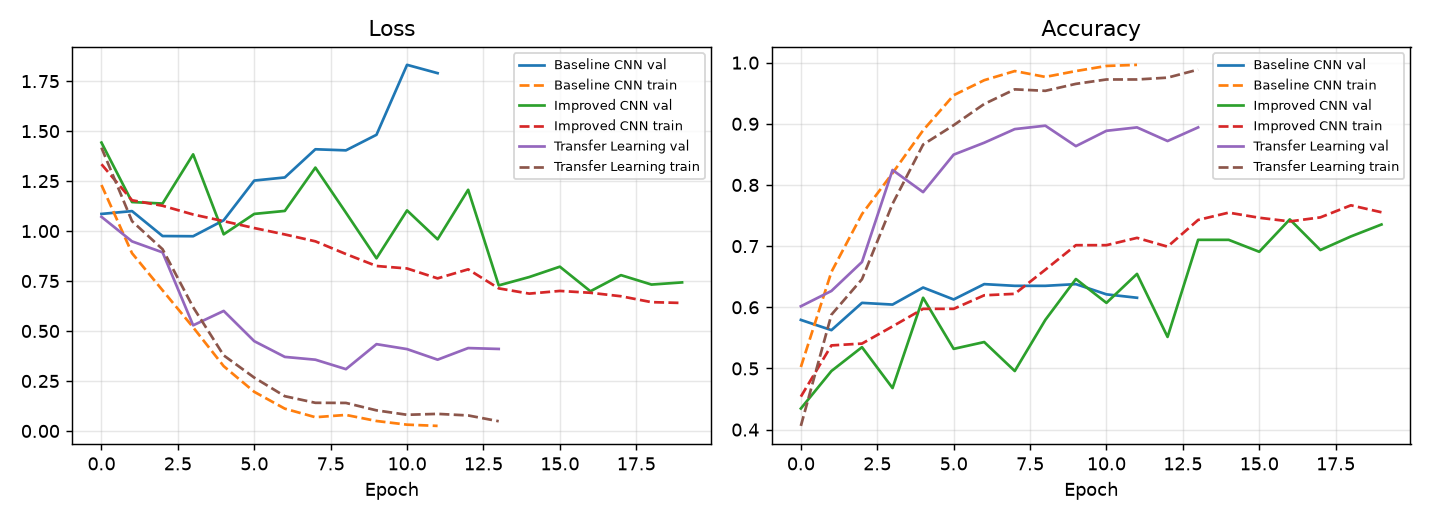 Loss
1.75
1.50
1.25
1.00
0.75
0.50
0.25
0.00
0.0 2.5 5.0 7.5 10.0 12.5 15.0 17.5
Epoch
Baseline CNN val
Baseline CNN train
Improved CNN val
Improved CNN train
Transfer Learning val
Transfer Learning train
Accuracy
1.0
0.9
0.8
0.7
0.6
0.5
0.4
0.0 2.5 5.0 7.5 10.0 12.5 15.0 17.5
Epoch
Baseline CNN val
Baseline CNN train
Improved CNN val
Improved CNN train
Transfer Learning val
Transfer Learning train